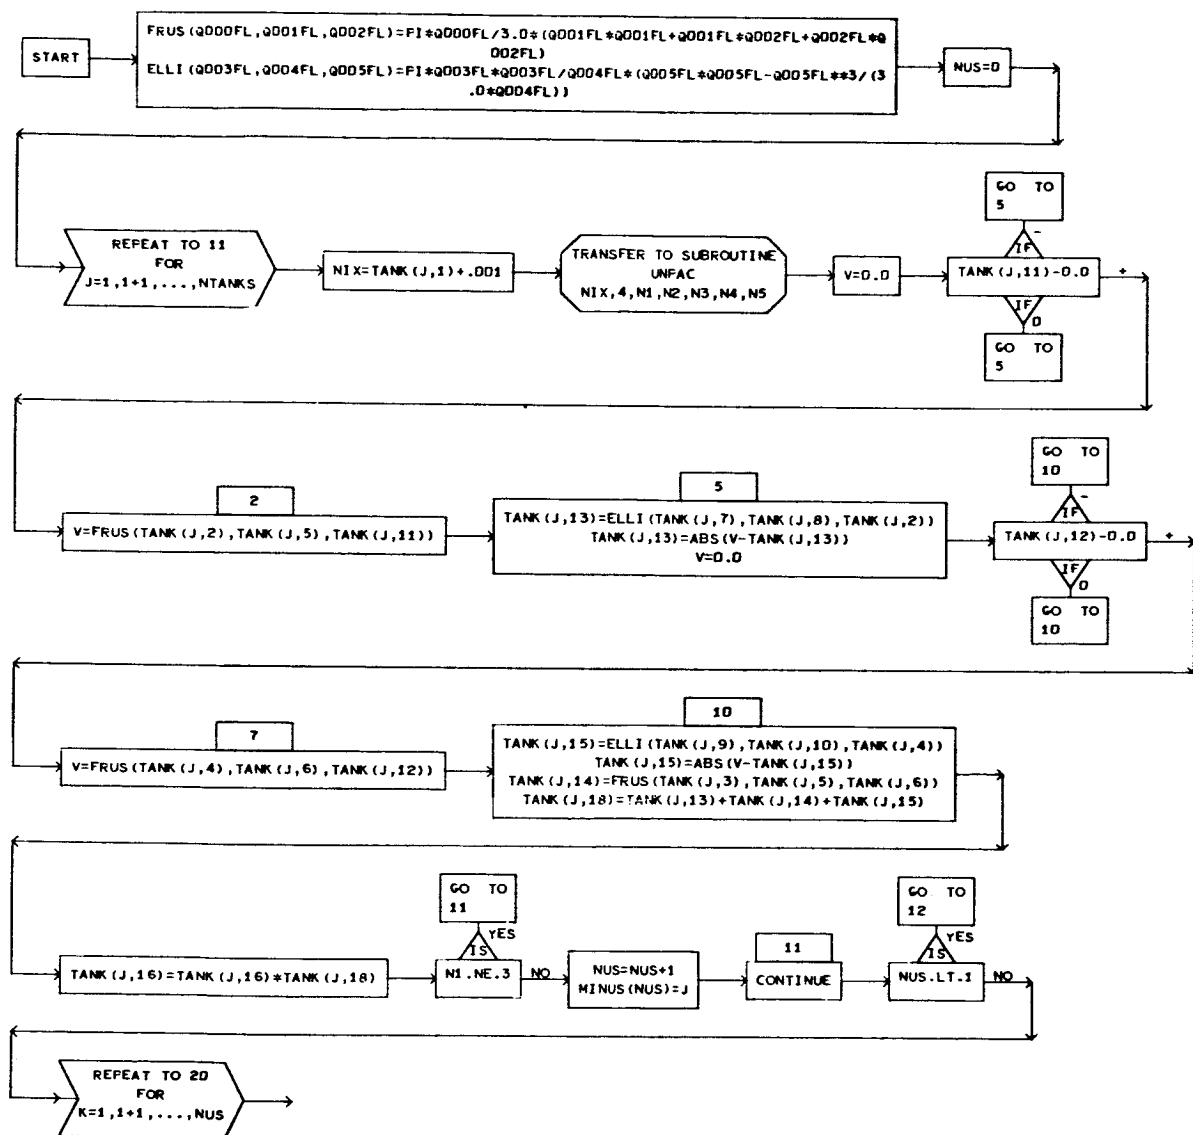 START
FRUS(Q000FL,Q001FL,Q002FL)=PI*Q000FL/3.0*(Q001FL*Q001FL+Q001FL*Q002FL+Q002FL*Q
002FL)
ELLI(Q003FL,Q004FL,Q005FL)=PI*Q003FL*Q003FL/Q004FL*(Q005FL*Q005FL-Q005FL**3/(3
.0*Q004FL))
NUS=0
REPEAT TO 11
FOR
J=1,1+1,...,NTANKS
NIX=TANK(J,1)+.001
TRANSFER TO SUBROUTINE
UNFAC
NIX,4,N1,N2,N3,N4,N5
V=0.0
GO TO
5
-
IF
TANK(J,11)-0.0
+
IF
0
GO TO
5
2
V=FRUS(TANK(J,2),TANK(J,5),TANK(J,11))
5
TANK(J,13)=ELLI(TANK(J,7),TANK(J,8),TANK(J,2))
TANK(J,13)=ABS(V-TANK(J,13))
V=0.0
GO TO
10
-
IF
TANK(J,12)-0.0
+
IF
0
GO TO
10
7
V=FRUS(TANK(J,4),TANK(J,6),TANK(J,12))
10
TANK(J,15)=ELLI(TANK(J,9),TANK(J,10),TANK(J,4))
TANK(J,15)=ABS(V-TANK(J,15))
TANK(J,14)=FRUS(TANK(J,3),TANK(J,5),TANK(J,6))
TANK(J,18)=TANK(J,13)+TANK(J,14)+TANK(J,15)
TANK(J,16)=TANK(J,16)*TANK(J,18)
GO TO
11
YES
IS
N1.NE.3
NO
NUS=NUS+1
MINUS(NUS)=J
11
CONTINUE
GO TO
12
YES
IS
NUS.LT.1
NO
REPEAT TO 20
FOR
K=1,1+1,...,NUS